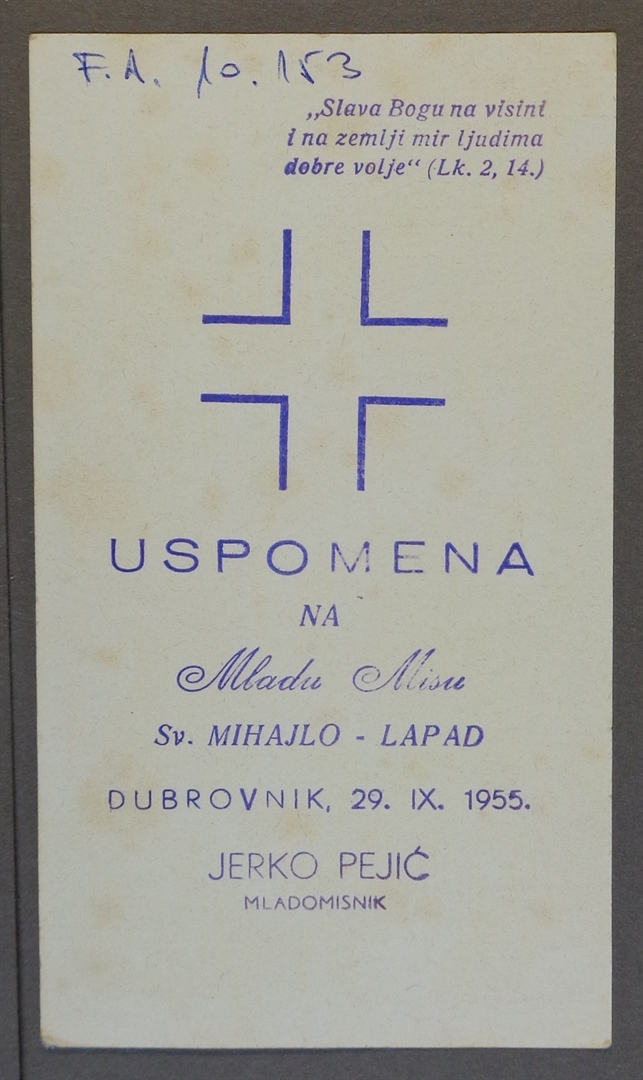 F.A. 10.153
„Slava Bogu na visini
i na zemlji mir ljudima
dobre volje“ (Lk. 2, 14.)
USPOMENA
NA
Mladu Misu
Sv. MIHAJLO - LAPAD
DUBROVNIK, 29. IX. 1955.
JERKO PEJIĆ
MLADOMISNIK